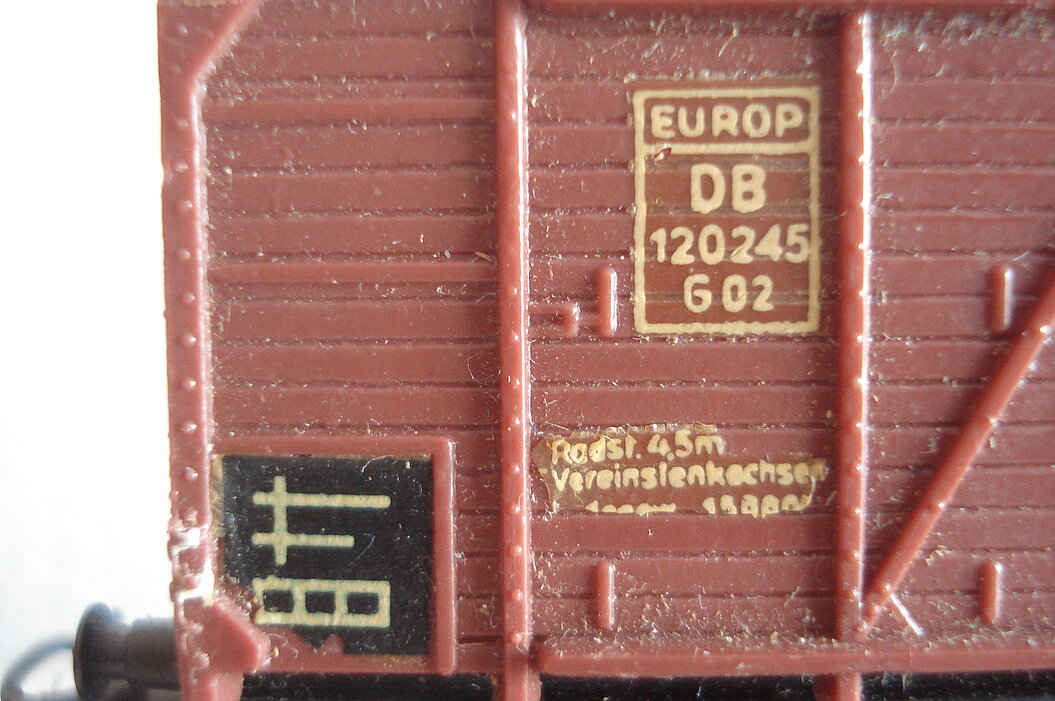 EUROP
DB
120245
G 02
Radst. 4,5m
Vereinslenkachsen